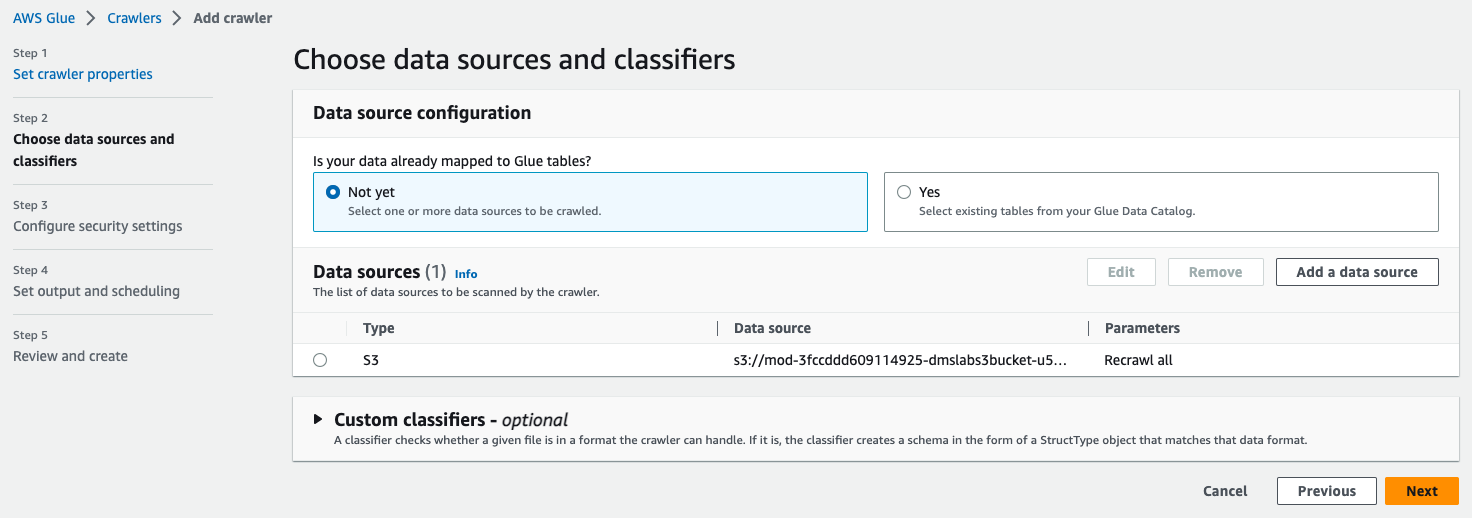 AWS Glue > Crawlers > Add crawler
Step 1
Set crawler properties
Step 2
Choose data sources and
classifiers
Step 3
Configure security settings
Step 4
Set output and scheduling
Step 5
Review and create
Choose data sources and classifiers
Data source configuration
Is your data already mapped to Glue tables?
Not yet
Select one or more data sources to be crawled.
Yes
Select existing tables from your Glue Data Catalog.
Data sources (1) Info
The list of data sources to be scanned by the crawler.
Edit Remove Add a data source
Type Data source Parameters
S3 s3://mod-3fccddd609114925-dmslabs3bucket-u5... Recrawl all
Custom classifiers - optional
A classifier checks whether a given file is in a format the crawler can handle. If it is, the classifier creates a schema in the form of a StructType object that matches that data format.
Cancel Previous Next